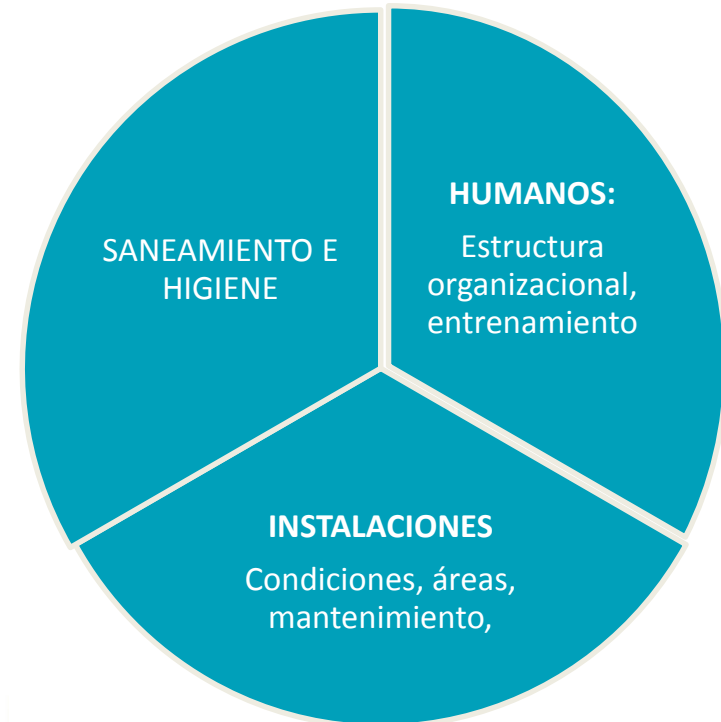 SANEAMIENTO E
HIGIENE
HUMANOS:
Estructura
organizacional,
entrenamiento
INSTALACIONES
Condiciones, áreas,
mantenimiento,